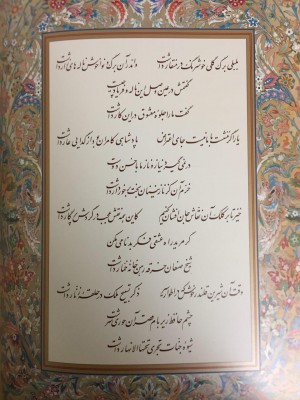 بلبلی برگ گلی خوشرنگ در منقار داشت واندر آن برگ و نوا خوش ناله‌های زار داشت
گفتمش در عین وصل این ناله و فریاد چیست
گفت ما را جلوه معشوق در این کار داشت
یار اگر ننشست با ما نیست جای اعتراض پادشاهی کامران بود از گدایی عار داشت
در نمی‌گیرد نیاز و ناز ما با حسن دوست
خرم آن کز نازنینان بخت برخوردار داشت
خیز تا بر کلک آن نقاش جان افشان کنیم کاین همه نقش عجب در گردش پرگار داشت
گر مرید راه عشقی فکر بدنامی مکن
شیخ صنعان خرقه رهن خانه خمار داشت
وقت آن شیرین قلندر خوش که در اطوار سیر ذکر تسبیح ملک در حلقه زنار داشت
چشم حافظ زیر بام قصر آن حوری سرشت
شیوه جنات تجری تحتها الانهار داشت